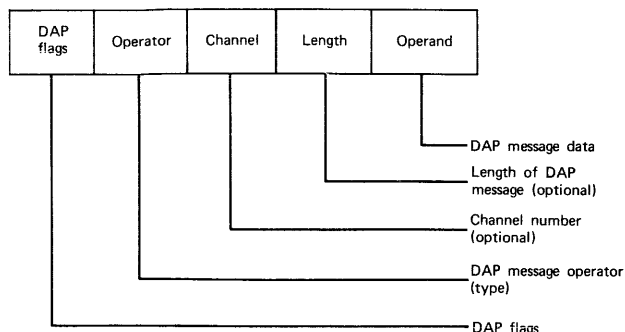 DAP
flags
Operator
Channel
Length
Operand
DAP message data
Length of DAP
message (optional)
Channel number
(optional)
DAP message operator
(type)
DAP flags